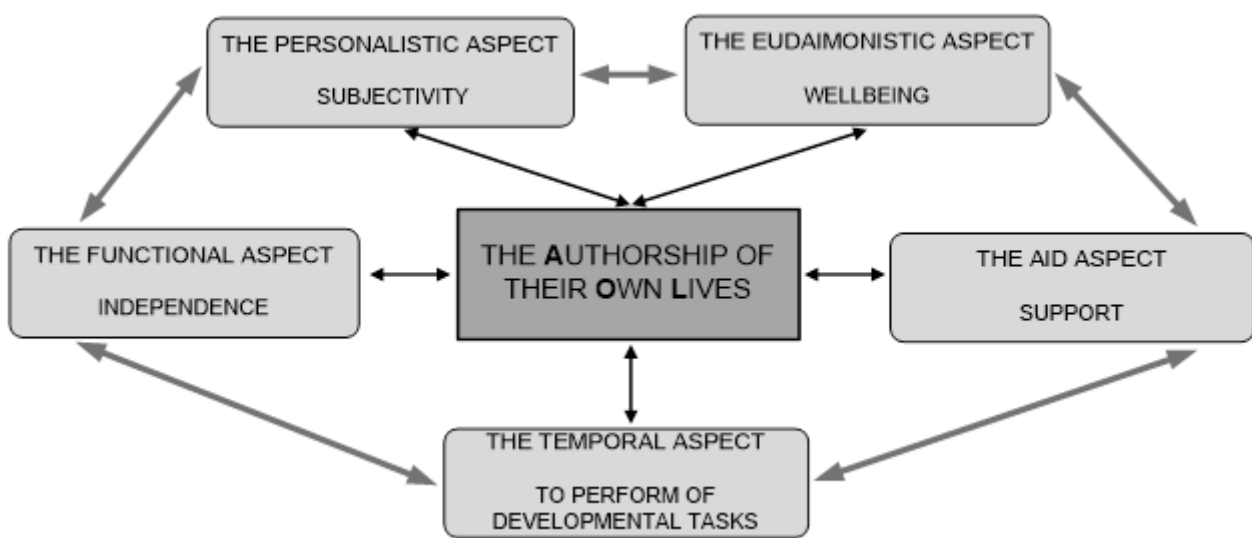 THE PERSONALISTIC ASPECT
SUBJECTIVITY
THE EUDAIMONISTIC ASPECT
WELLBEING
THE FUNCTIONAL ASPECT
INDEPENDENCE
THE AUTHORSHIP OF
THEIR OWN LIVES
THE AID ASPECT
SUPPORT
THE TEMPORAL ASPECT
TO PERFORM OF
DEVELOPMENTAL TASKS